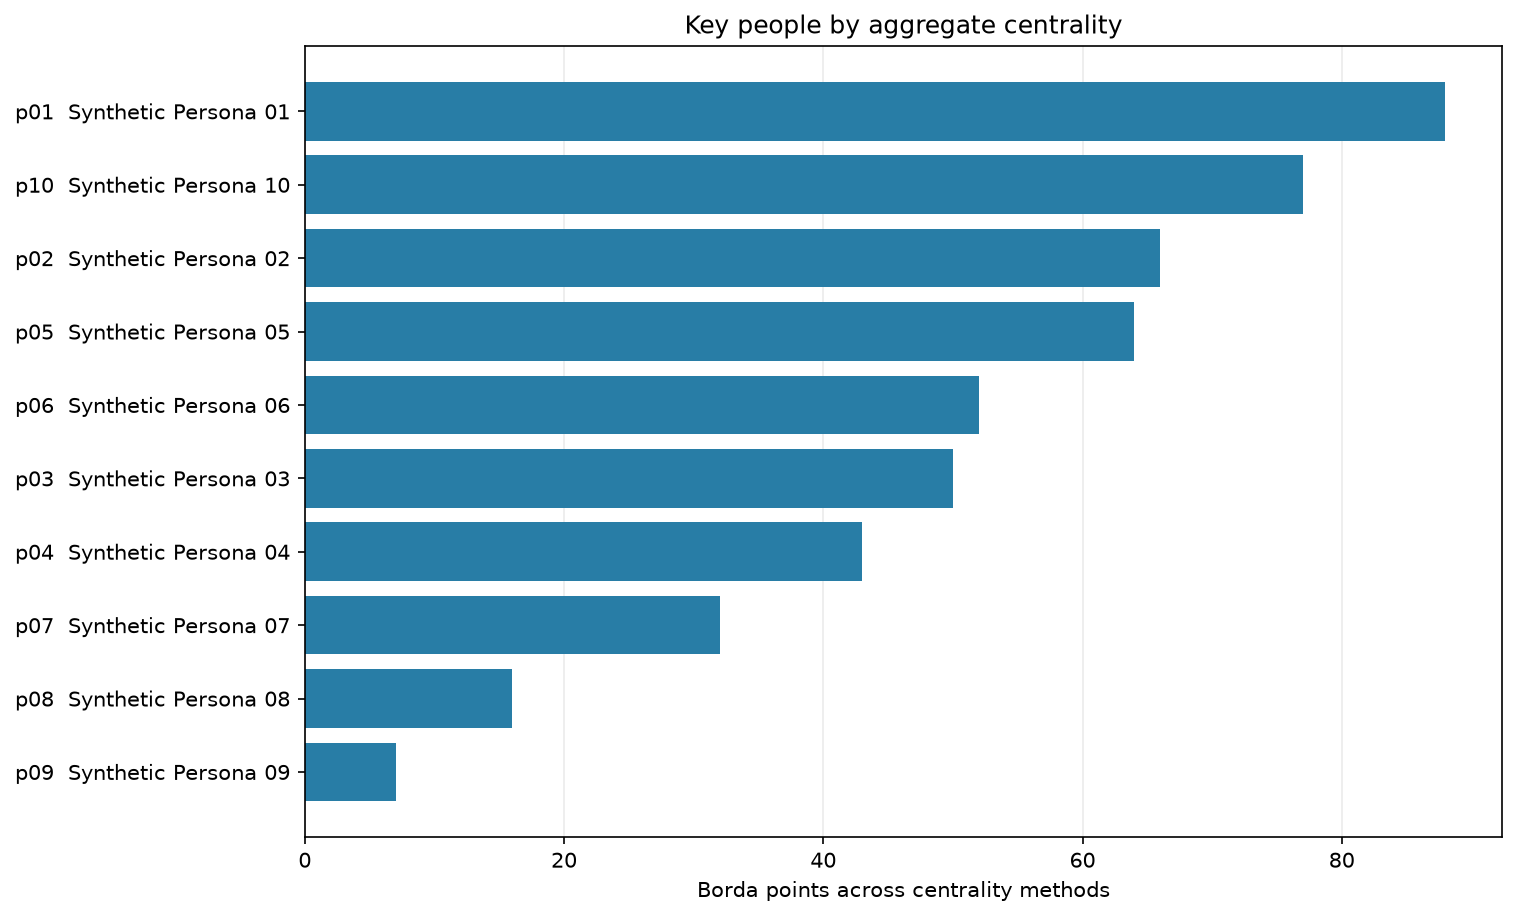 Key people by aggregate centrality
p01  Synthetic Persona 01
p10  Synthetic Persona 10
p02  Synthetic Persona 02
p05  Synthetic Persona 05
p06  Synthetic Persona 06
p03  Synthetic Persona 03
p04  Synthetic Persona 04
p07  Synthetic Persona 07
p08  Synthetic Persona 08
p09  Synthetic Persona 09
0 20 40 60 80
Borda points across centrality methods